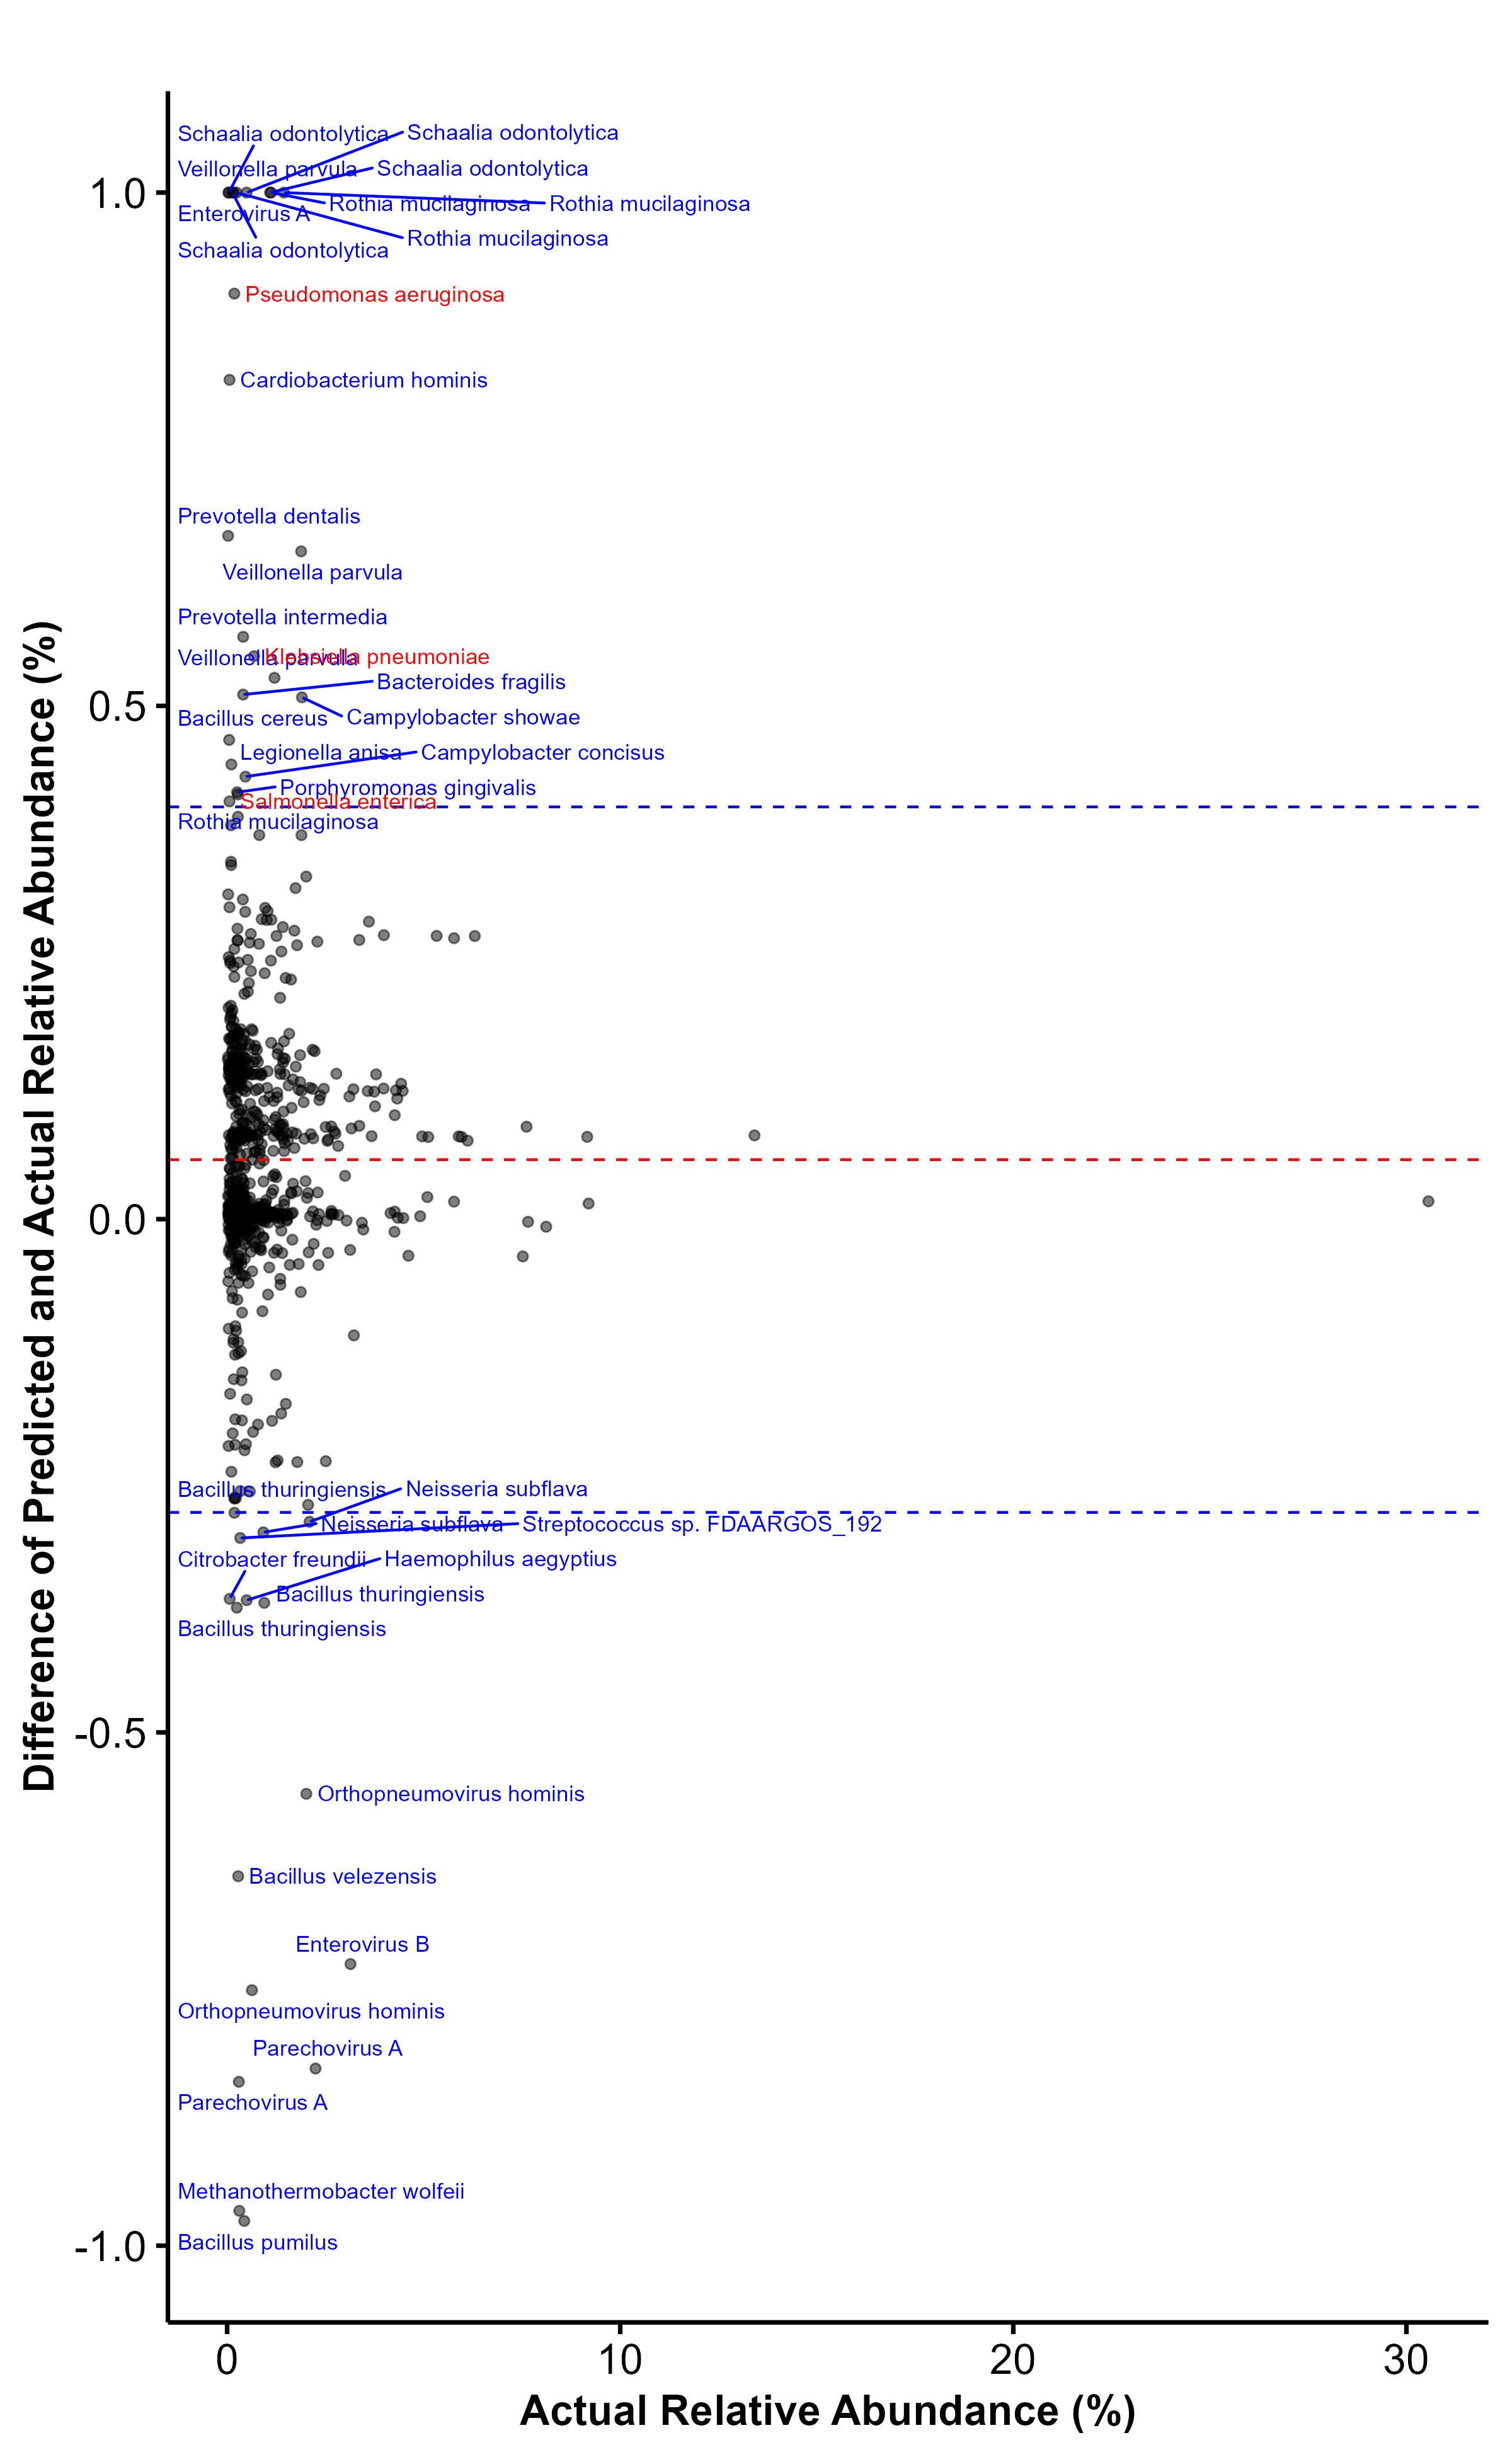 Schaalia odontolytica
Schaalia odontolytica
Veillonella parvula
Schaalia odontolytica
1.0
Rothia mucilaginosa
Rothia mucilaginosa
Enterovirus A
Rothia mucilaginosa
Schaalia odontolytica
Pseudomonas aeruginosa
Cardiobacterium hominis
Prevotella dentalis
Veillonella parvula
Prevotella intermedia
Veillonella parvula
Klebsiella pneumoniae
Bacteroides fragilis
0.5
Bacillus cereus
Campylobacter showae
Legionella anisa
Campylobacter concisus
Porphyromonas gingivalis
Salmonella enterica
Rothia mucilaginosa
Difference of Predicted and Actual Relative Abundance (%)
0.0
Bacillus thuringiensis
Neisseria subflava
Neisseria subflava
Streptococcus sp. FDAARGOS_192
Citrobacter freundii
Haemophilus aegyptius
Bacillus thuringiensis
Bacillus thuringiensis
-0.5
Orthopneumovirus hominis
Bacillus velezensis
Enterovirus B
Orthopneumovirus hominis
Parechovirus A
Parechovirus A
Methanothermobacter wolfeii
Bacillus pumilus
-1.0
0
10
20
30
Actual Relative Abundance (%)